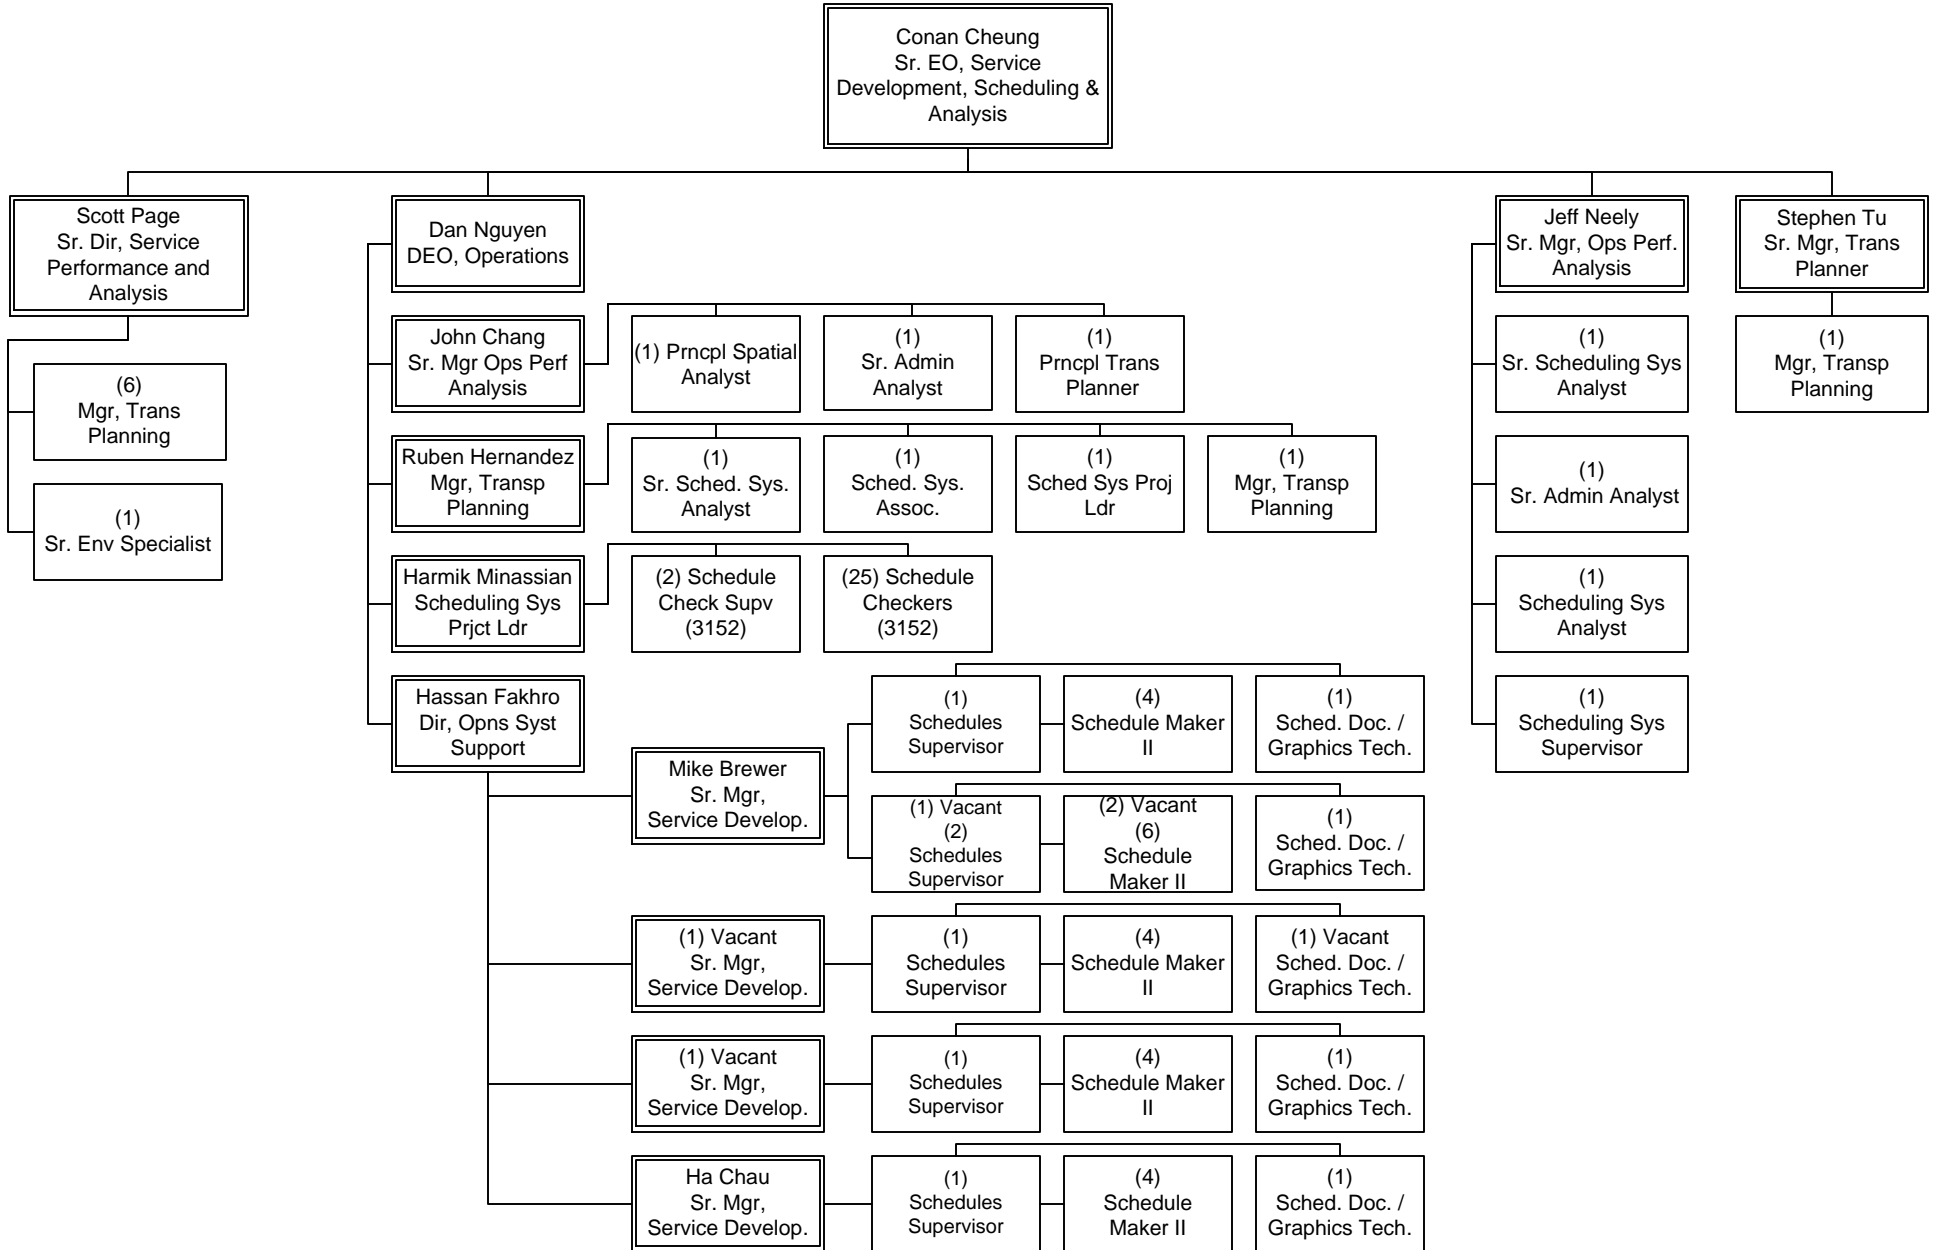 Conan Cheung
Sr. EO, Service
Development, Scheduling &
Analysis
Scott Page
Sr. Dir, Service
Performance and
Analysis
(6)
Mgr, Trans
Planning
(1)
Sr. Env Specialist
Dan Nguyen
DEO, Operations
John Chang
Sr. Mgr Ops Perf
Analysis
(1) Prncpl Spatial
Analyst
(1)
Sr. Admin
Analyst
(1)
Prncpl Trans
Planner
Ruben Hernandez
Mgr, Transp
Planning
(1)
Sr. Sched. Sys.
Analyst
(1)
Sched. Sys.
Assoc.
(1)
Sched Sys Proj
Ldr
(1)
Mgr, Transp
Planning
Harmik Minassian
Scheduling Sys
Prjct Ldr
(2) Schedule
Check Supv
(3152)
(25) Schedule
Checkers
(3152)
Hassan Fakhro
Dir, Opns Syst
Support
Mike Brewer
Sr. Mgr,
Service Develop.
(1)
Schedules
Supervisor
(4)
Schedule Maker
II
(1)
Sched. Doc. /
Graphics Tech.
(1) Vacant
(2)
Schedules
Supervisor
(2) Vacant
(6)
Schedule
Maker II
(1)
Sched. Doc. /
Graphics Tech.
(1) Vacant
Sr. Mgr,
Service Develop.
(1)
Schedules
Supervisor
(4)
Schedule Maker
II
(1) Vacant
Sched. Doc. /
Graphics Tech.
(1) Vacant
Sr. Mgr,
Service Develop.
(1)
Schedules
Supervisor
(4)
Schedule Maker
II
(1)
Sched. Doc. /
Graphics Tech.
Ha Chau
Sr. Mgr,
Service Develop.
(1)
Schedules
Supervisor
(4)
Schedule
Maker II
(1)
Sched. Doc. /
Graphics Tech.
Jeff Neely
Sr. Mgr, Ops Perf.
Analysis
(1)
Sr. Scheduling Sys
Analyst
(1)
Sr. Admin Analyst
(1)
Scheduling Sys
Analyst
(1)
Scheduling Sys
Supervisor
Stephen Tu
Sr. Mgr, Trans
Planner
(1)
Mgr, Transp
Planning